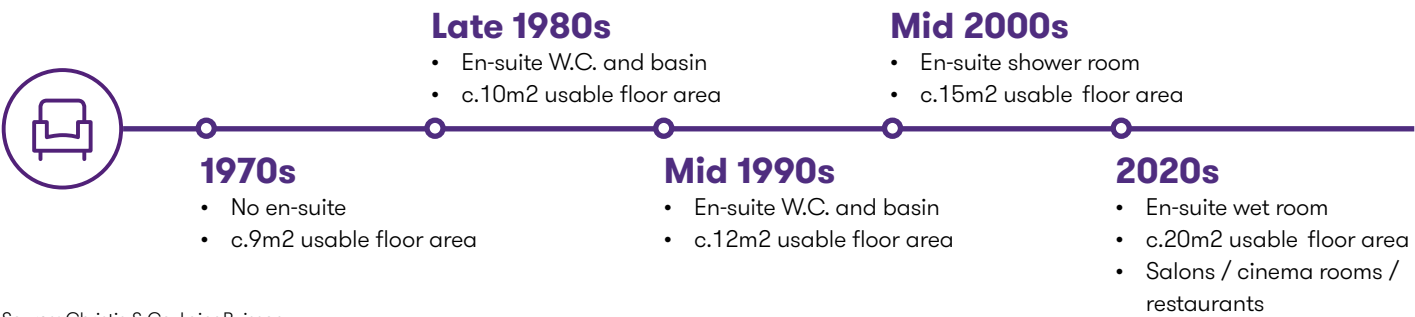 Late 1980s
• En-suite W.C. and basin
• c.10m2 usable floor area
Mid 2000s
• En-suite shower room
• c.15m2 usable floor area
1970s
• No en-suite
• c.9m2 usable floor area
Mid 1990s
• En-suite W.C. and basin
• c.12m2 usable floor area
2020s
• En-suite wet room
• c.20m2 usable floor area
• Salons / cinema rooms /
restaurants